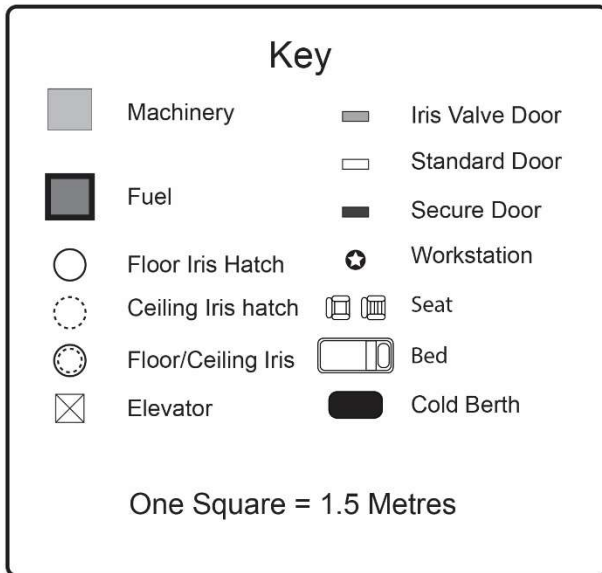 Key
Machinery
Fuel
Floor Iris Hatch
Ceiling Iris hatch
Floor/Ceiling Iris
Elevator
Iris Valve Door
Standard Door
Secure Door
Workstation
Seat
Bed
Cold Berth
One Square = 1.5 Metres